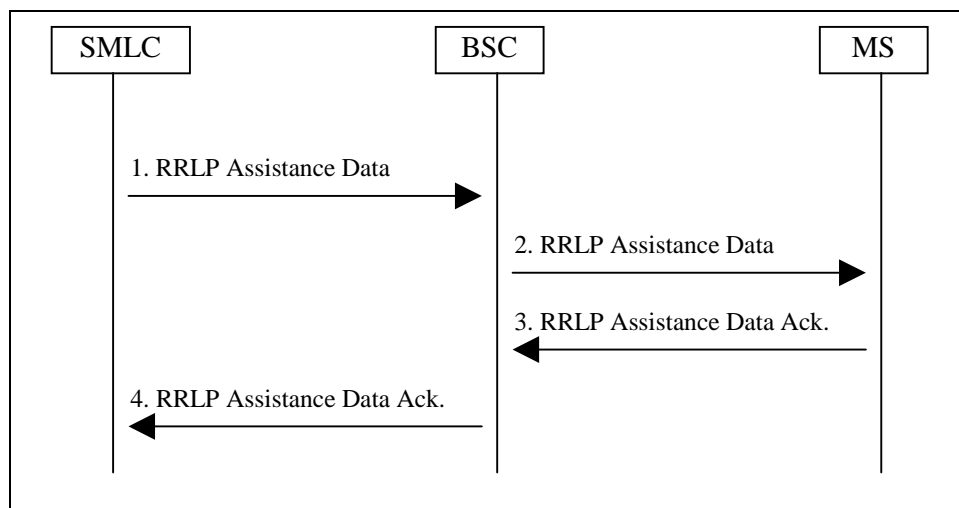 SMLC
BSC
MS
1. RRLP Assistance Data
2. RRLP Assistance Data
3. RRLP Assistance Data Ack.
4. RRLP Assistance Data Ack.